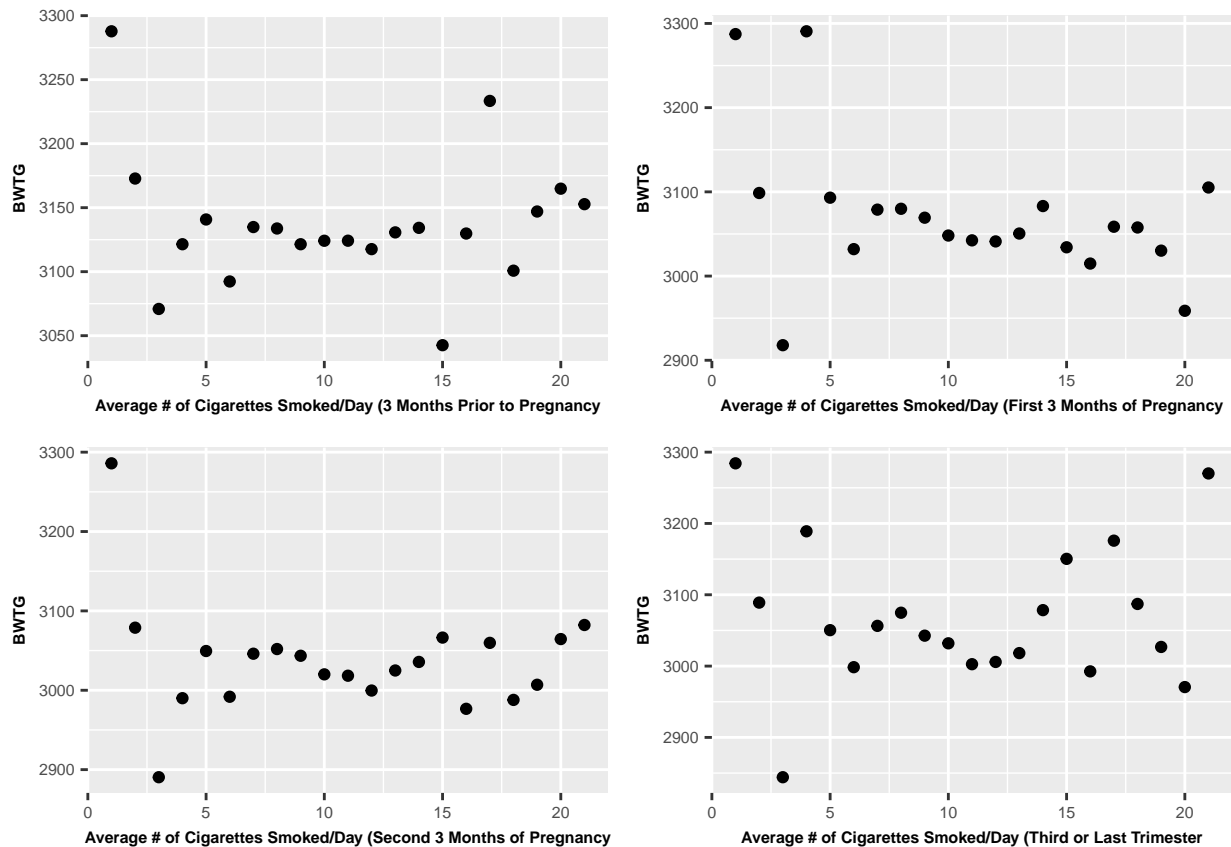 3300
3250
3200
3150
3100
3050
BWTG
0 5 10 15 20
Average # of Cigarettes Smoked/Day (3 Months Prior to Pregnancy
3300
3200
3100
3000
2900
BWTG
0 5 10 15 20
Average # of Cigarettes Smoked/Day (First 3 Months of Pregnancy
3300
3200
3100
3000
2900
BWTG
0 5 10 15 20
Average # of Cigarettes Smoked/Day (Second 3 Months of Pregnancy
3300
3200
3100
3000
2900
BWTG
0 5 10 15 20
Average # of Cigarettes Smoked/Day (Third or Last Trimester